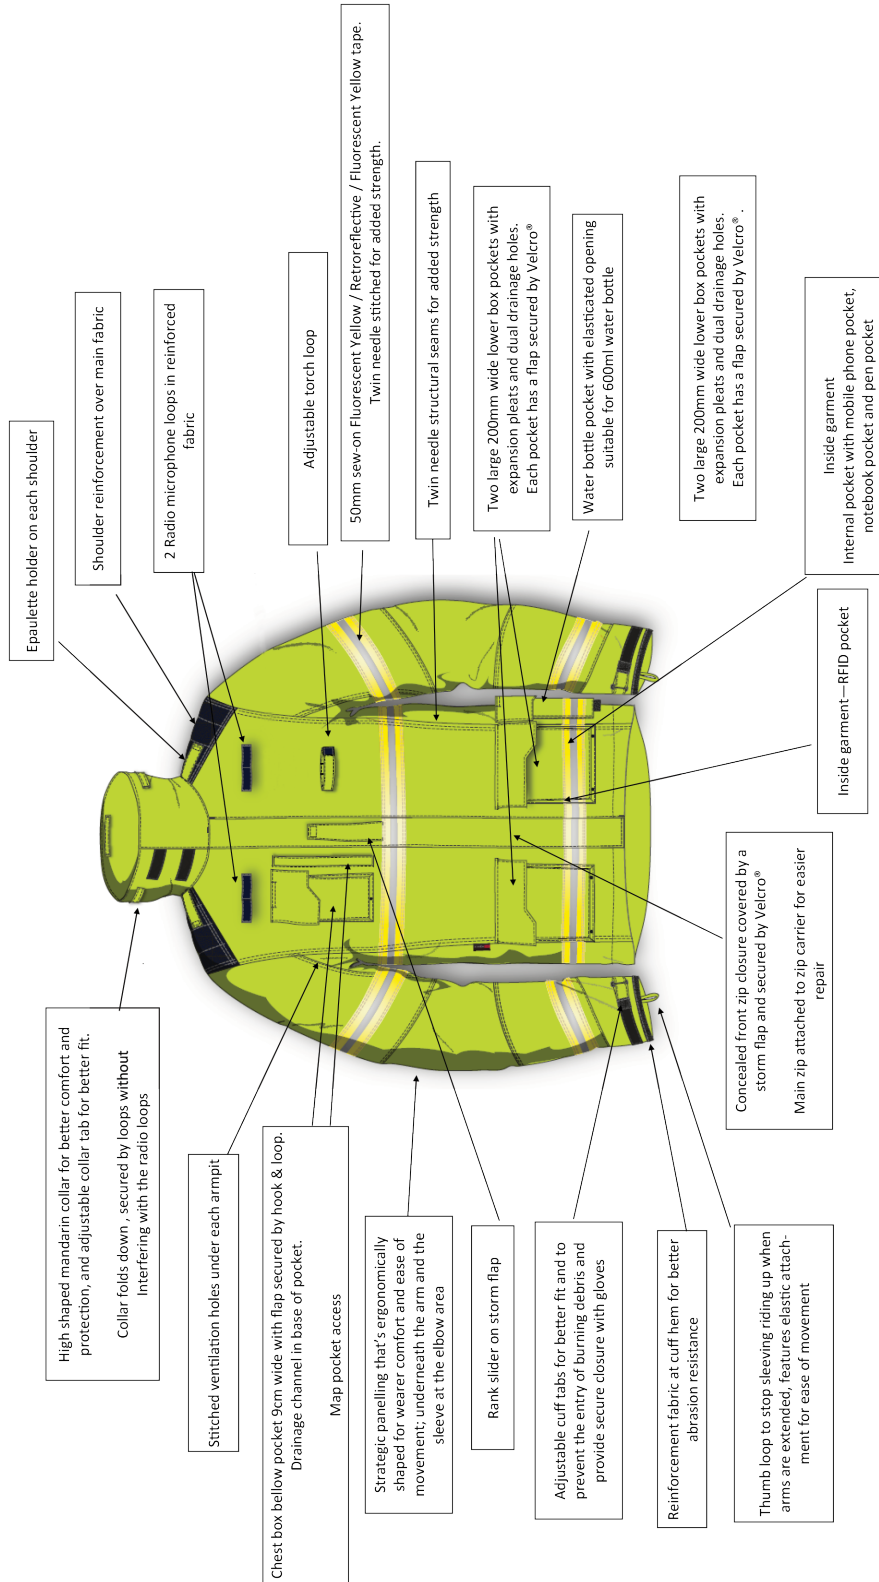 High shaped mandarin collar for better comfort and
protection, and adjustable collar tab for better fit.
Collar folds down , secured by loops without
Interfering with the radio loops
Stitched ventilation holes under each armpit
Chest box bellow pocket 9cm wide with flap secured by hook & loop.
Drainage channel in base of pocket.
Map pocket access
Strategic panelling that's ergonomically
shaped for wearer comfort and ease of
movement; underneath the arm and the
sleeve at the elbow area
Rank slider on storm flap
Adjustable cuff tabs for better fit and to
prevent the entry of burning debris and
provide secure closure with gloves
Reinforcement fabric at cuff hem for better
abrasion resistance
Thumb loop to stop sleeving riding up when
arms are extended, features elastic attach-
ment for ease of movement
Epaulette holder on each shoulder
Shoulder reinforcement over main fabric
2 Radio microphone loops in reinforced
fabric
Adjustable torch loop
50mm sew-on Fluorescent Yellow / Retroreflective / Fluorescent Yellow tape.
Twin needle stitched for added strength.
Twin needle structural seams for added strength
Two large 200mm wide lower box pockets with
expansion pleats and dual drainage holes.
Each pocket has a flap secured by Velcro®
Water bottle pocket with elasticated opening
suitable for 600ml water bottle
Two large 200mm wide lower box pockets with
expansion pleats and dual drainage holes.
Each pocket has a flap secured by Velcro® .
Inside garment
Internal pocket with mobile phone pocket,
notebook pocket and pen pocket
Inside garment—RFID pocket
Concealed front zip closure covered by a
storm flap and secured by Velcro®
Main zip attached to zip carrier for easier
repair